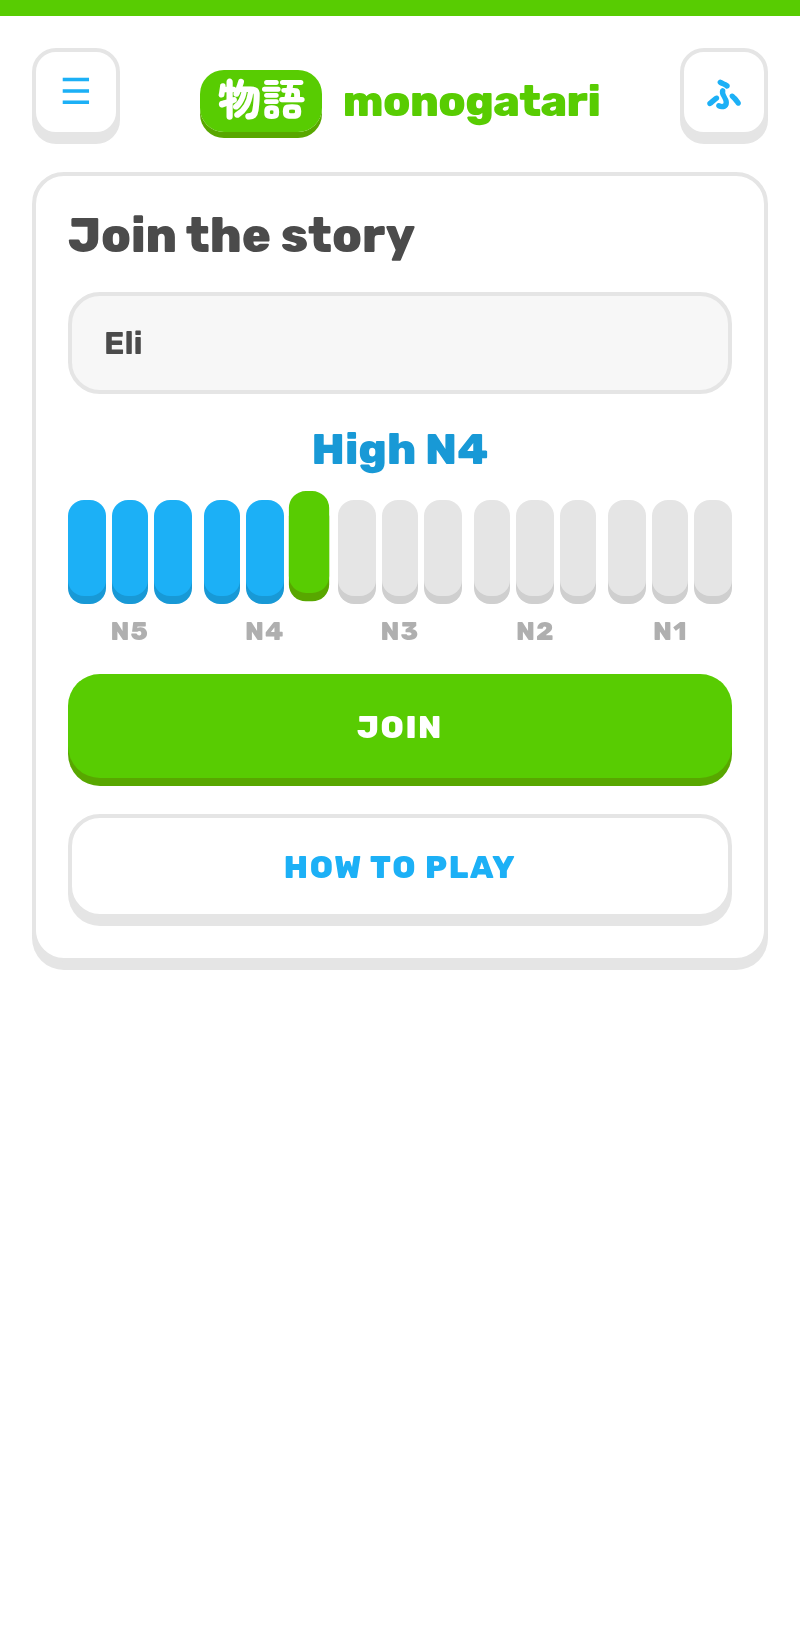 ☰
物語 monogatari
ふ
Join the story
Eli
High N4
N5 N4 N3 N2 N1
JOIN
HOW TO PLAY